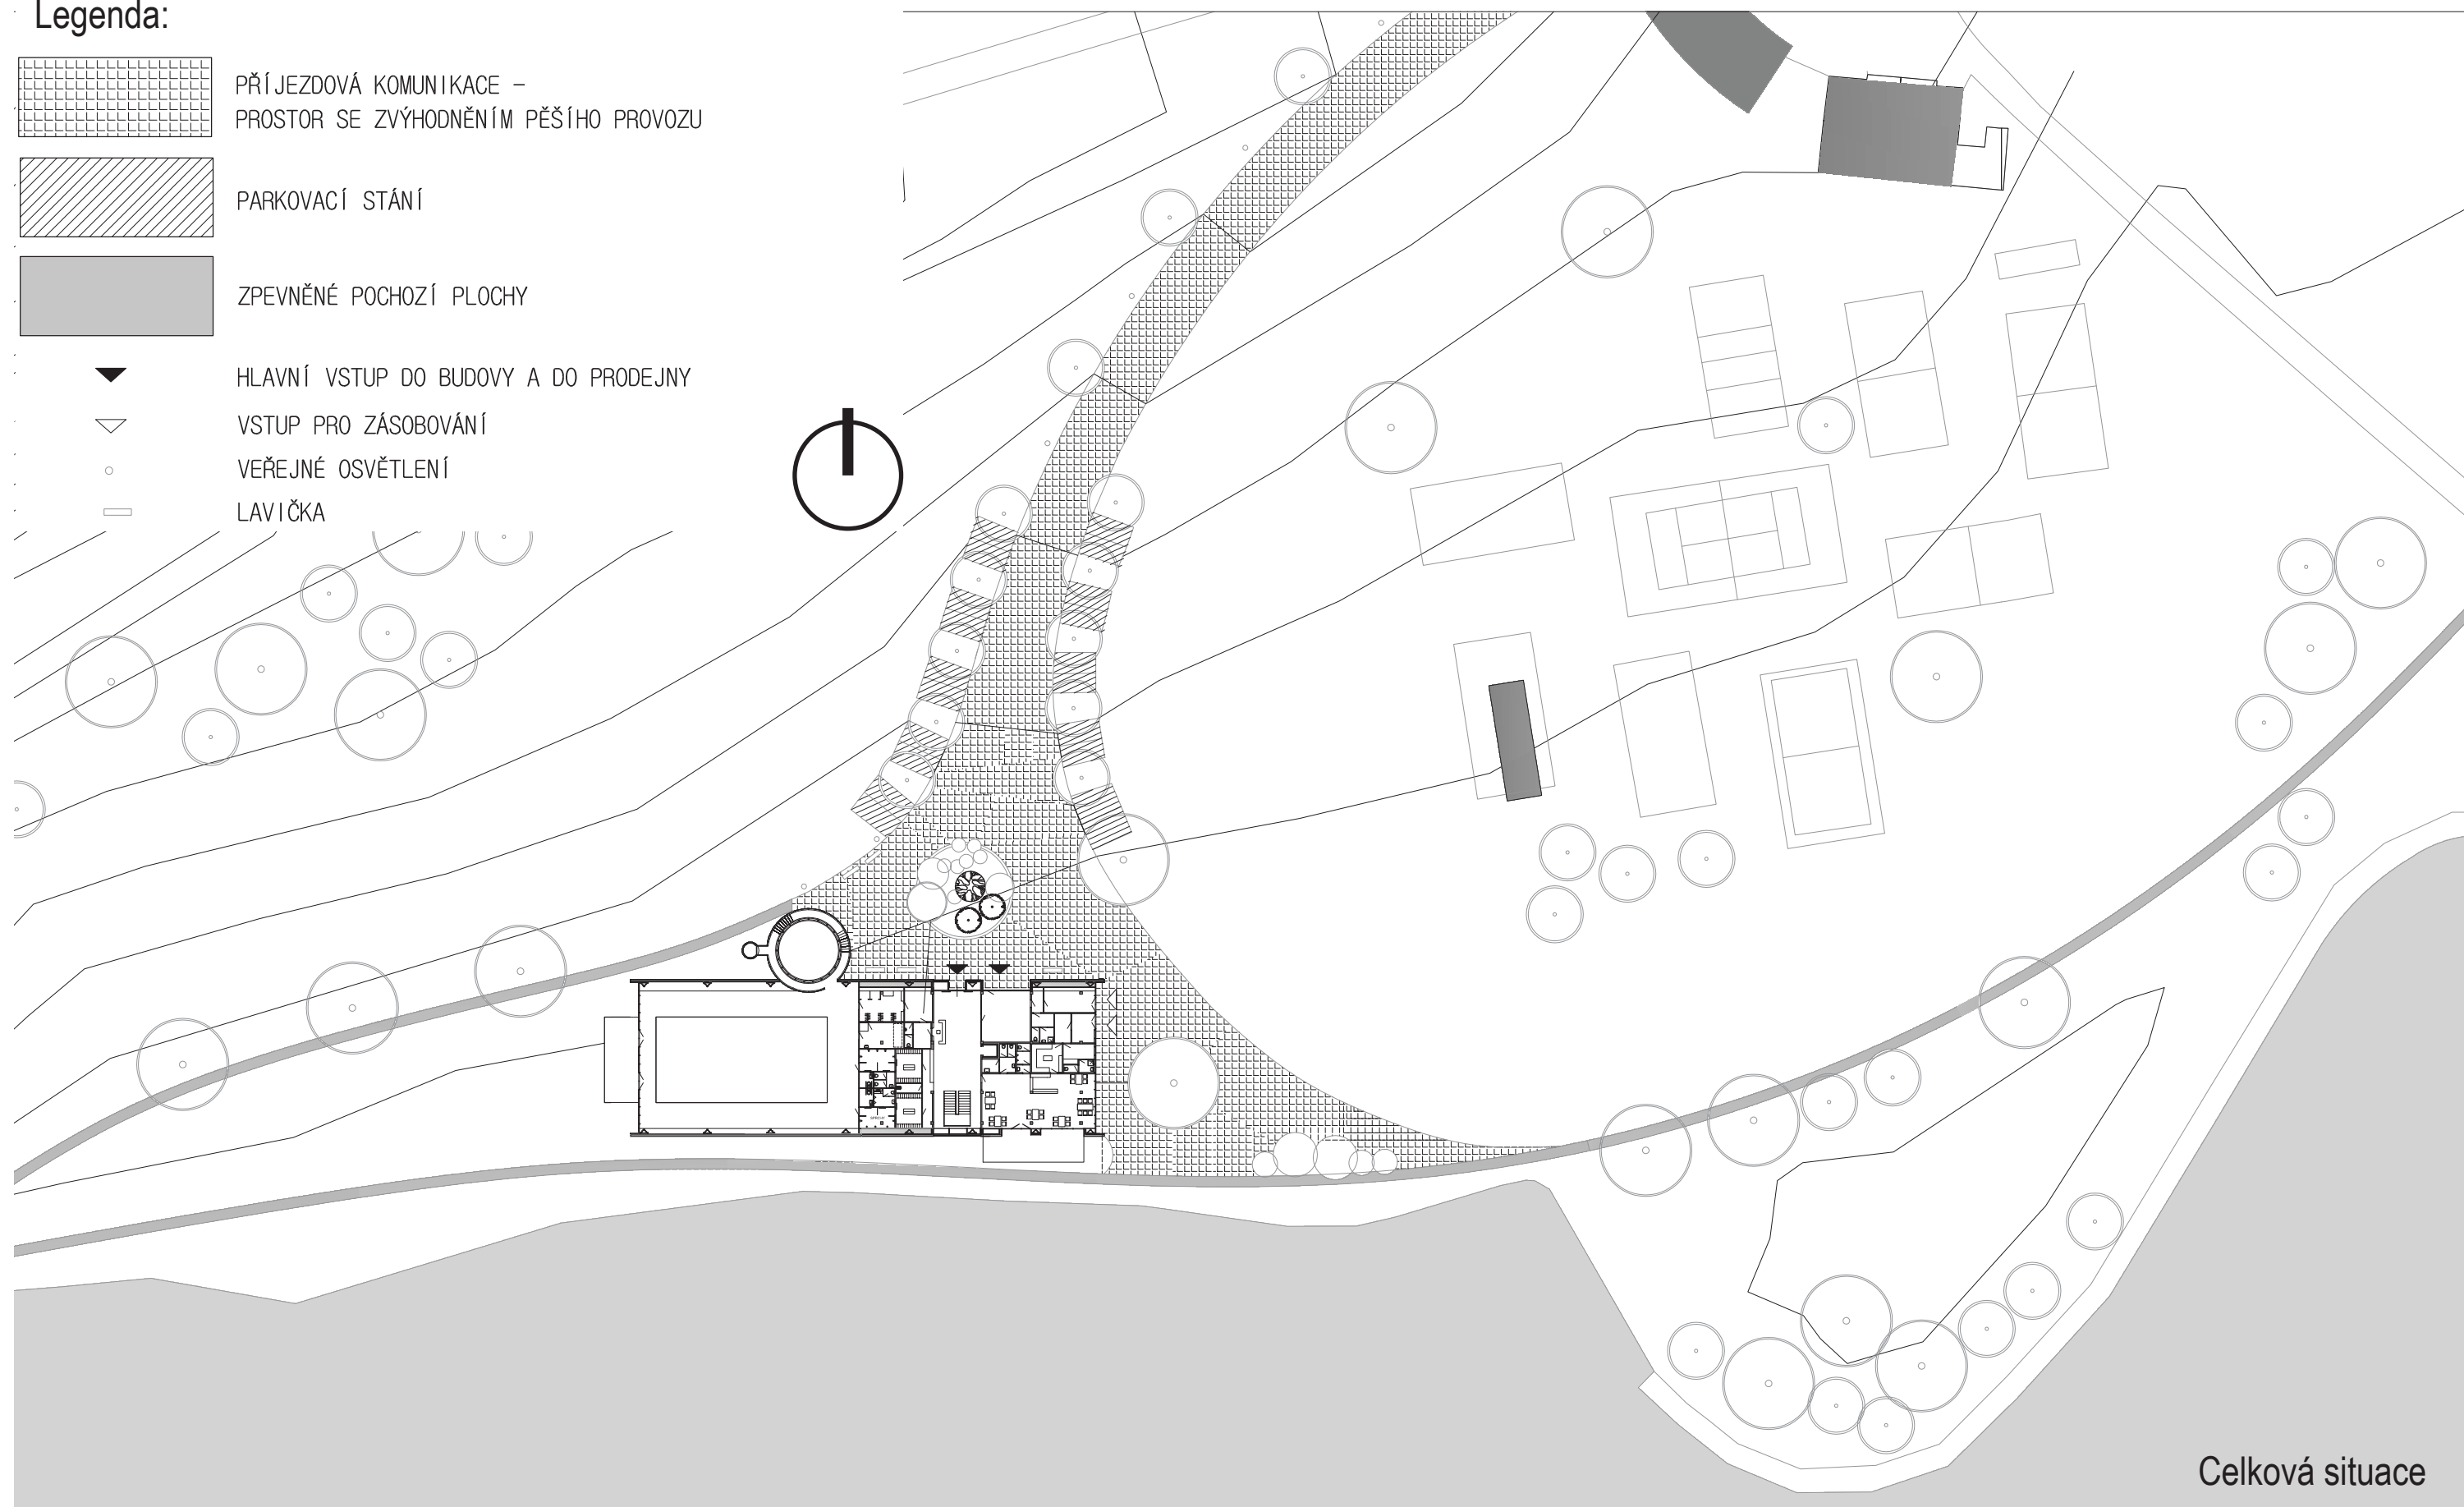 Legenda:
PŘÍJEZDOVÁ KOMUNIKACE –
PROSTOR SE ZVÝHODNĚNÍM PĚŠÍHO PROVOZU
PARKOVACÍ STÁNÍ
ZPEVNĚNÉ POCHOZÍ PLOCHY
HLAVNÍ VSTUP DO BUDOVY A DO PRODEJNY
VSTUP PRO ZÁSOBOVÁNÍ
VEŘEJNÉ OSVĚTLENÍ
LAVIČKA
Celková situace